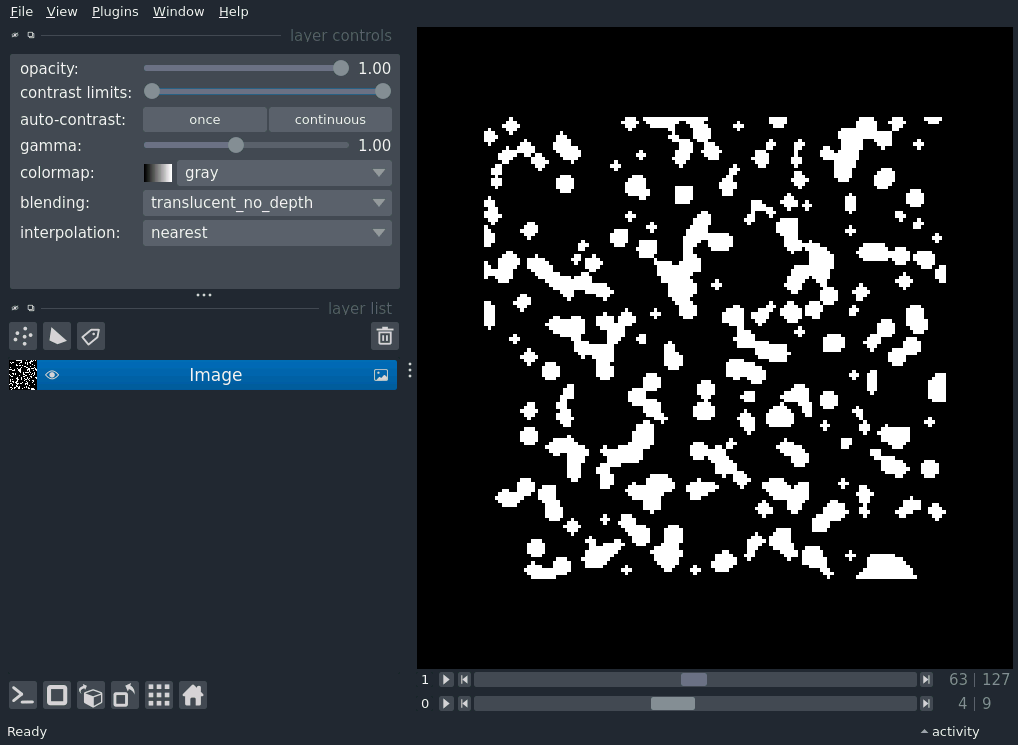 File View Plugins Window Help
layer controls
opacity: 1.00
contrast limits:
auto-contrast: once continuous
gamma: 1.00
colormap: gray
blending: translucent_no_depth
interpolation: nearest
layer list
Image
1 63 | 127
0 4 | 9
Ready activity